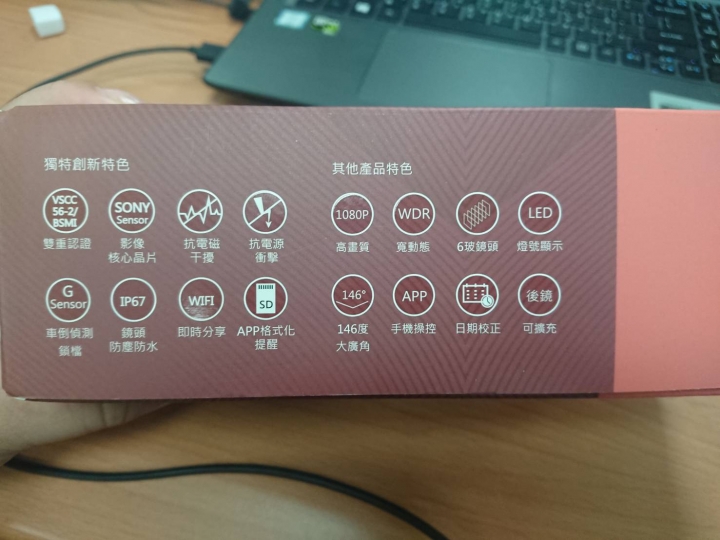 獨特創新特色
VSCC
56-2/
BSMI
雙重認證
SONY
Sensor
影像
核心晶片
抗電磁
干擾
抗電源
衝擊
G
Sensor
車倒偵測
鎖檔
IP67
鏡頭
防塵防水
WIFI
即時分享
SD
APP格式化
提醒
其他產品特色
1080P
高畫質
WDR
寬動態
6玻鏡頭
LED
燈號顯示
146°
146度
大廣角
APP
手機操控
日期校正
後鏡
可擴充